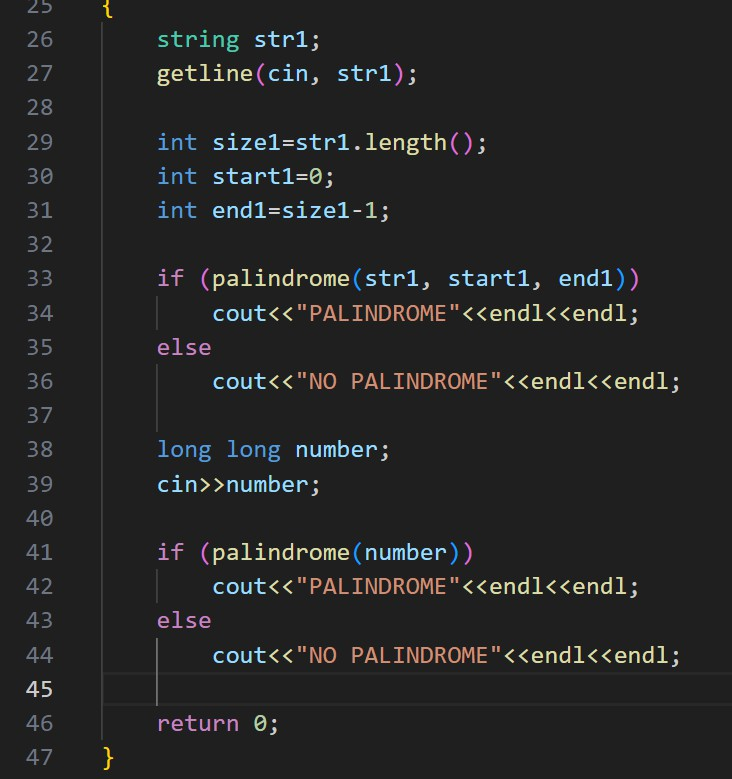 25 {
26 string str1;
27 getline(cin, str1);
28
29 int size1=str1.length();
30 int start1=0;
31 int end1=size1-1;
32
33 if (palindrome(str1, start1, end1))
34 cout<<"PALINDROME"<<endl<<endl;
35 else
36 cout<<"NO PALINDROME"<<endl<<endl;
37
38 long long number;
39 cin>>number;
40
41 if (palindrome(number))
42 cout<<"PALINDROME"<<endl<<endl;
43 else
44 cout<<"NO PALINDROME"<<endl<<endl;
45
46 return 0;
47 }